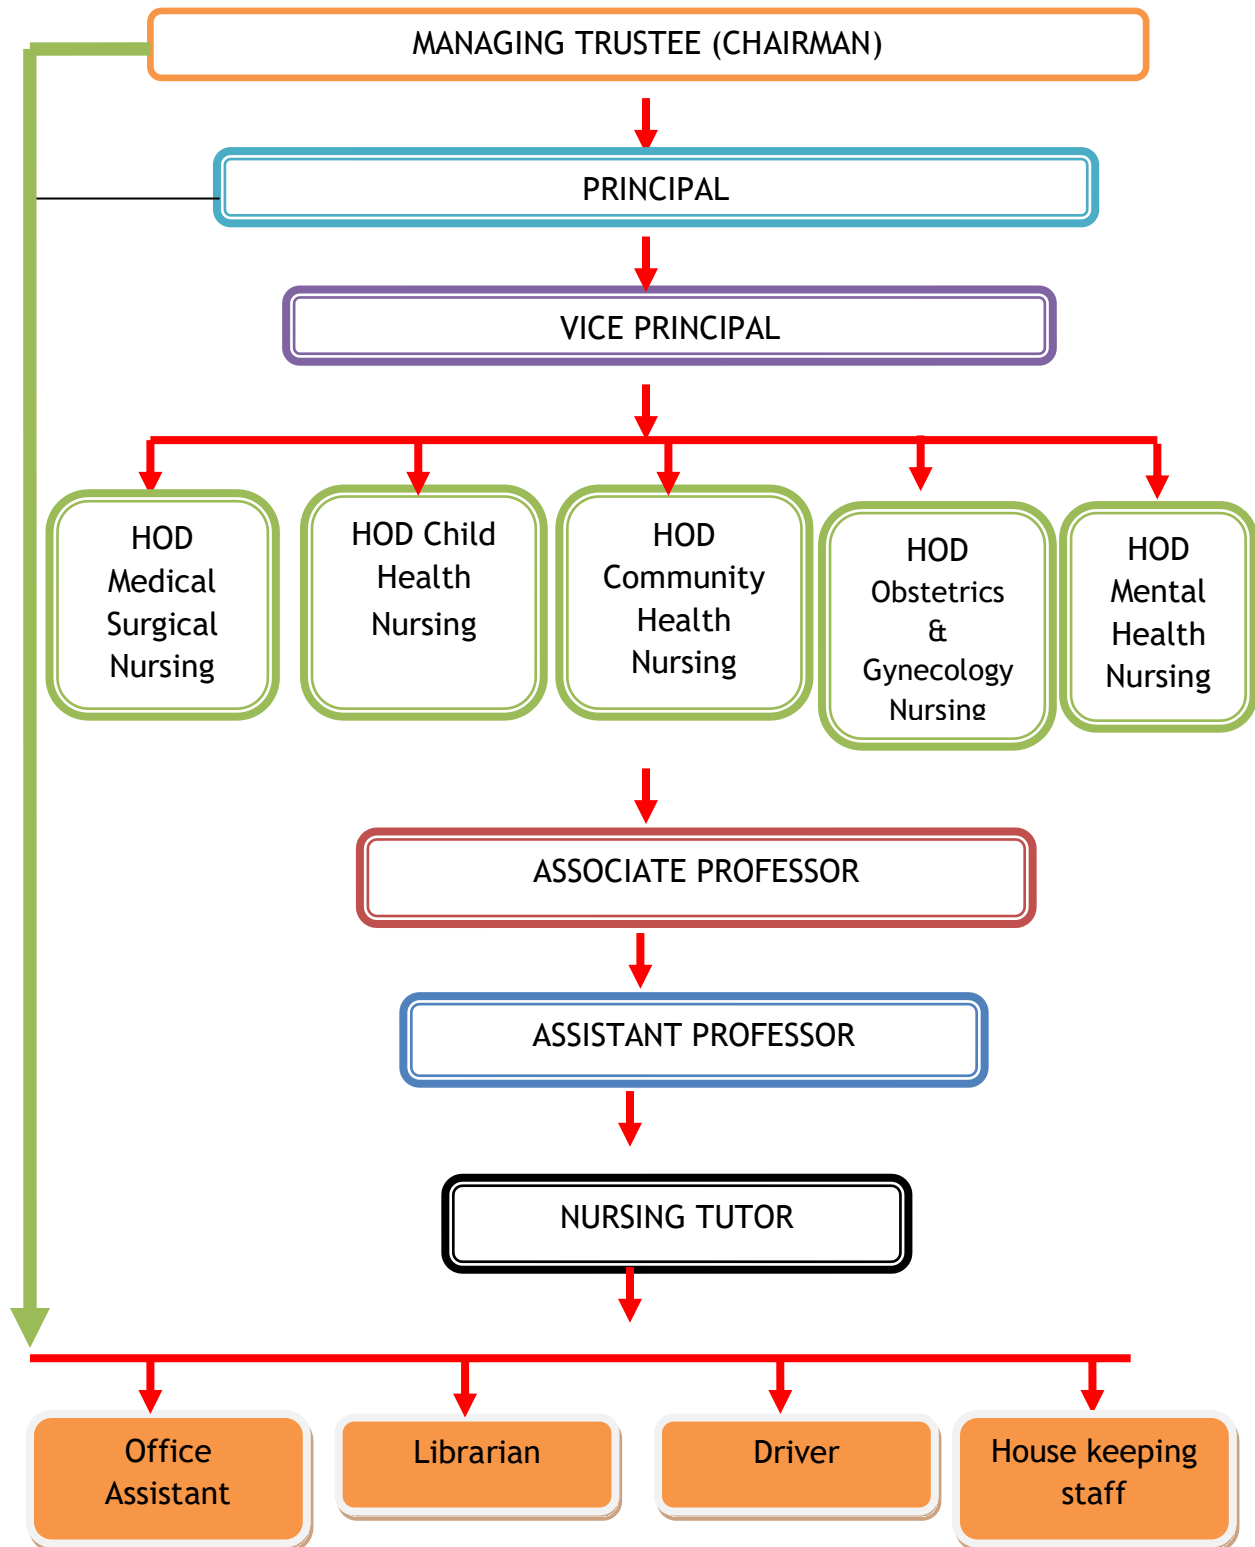 MANAGING TRUSTEE (CHAIRMAN)
PRINCIPAL
VICE PRINCIPAL
HOD
Medical
Surgical
Nursing
HOD Child
Health
Nursing
HOD
Community
Health
Nursing
HOD
Obstetrics
&
Gynecology
Nursing
HOD
Mental
Health
Nursing
ASSOCIATE PROFESSOR
ASSISTANT PROFESSOR
NURSING TUTOR
Office
Assistant
Librarian
Driver
House keeping
staff